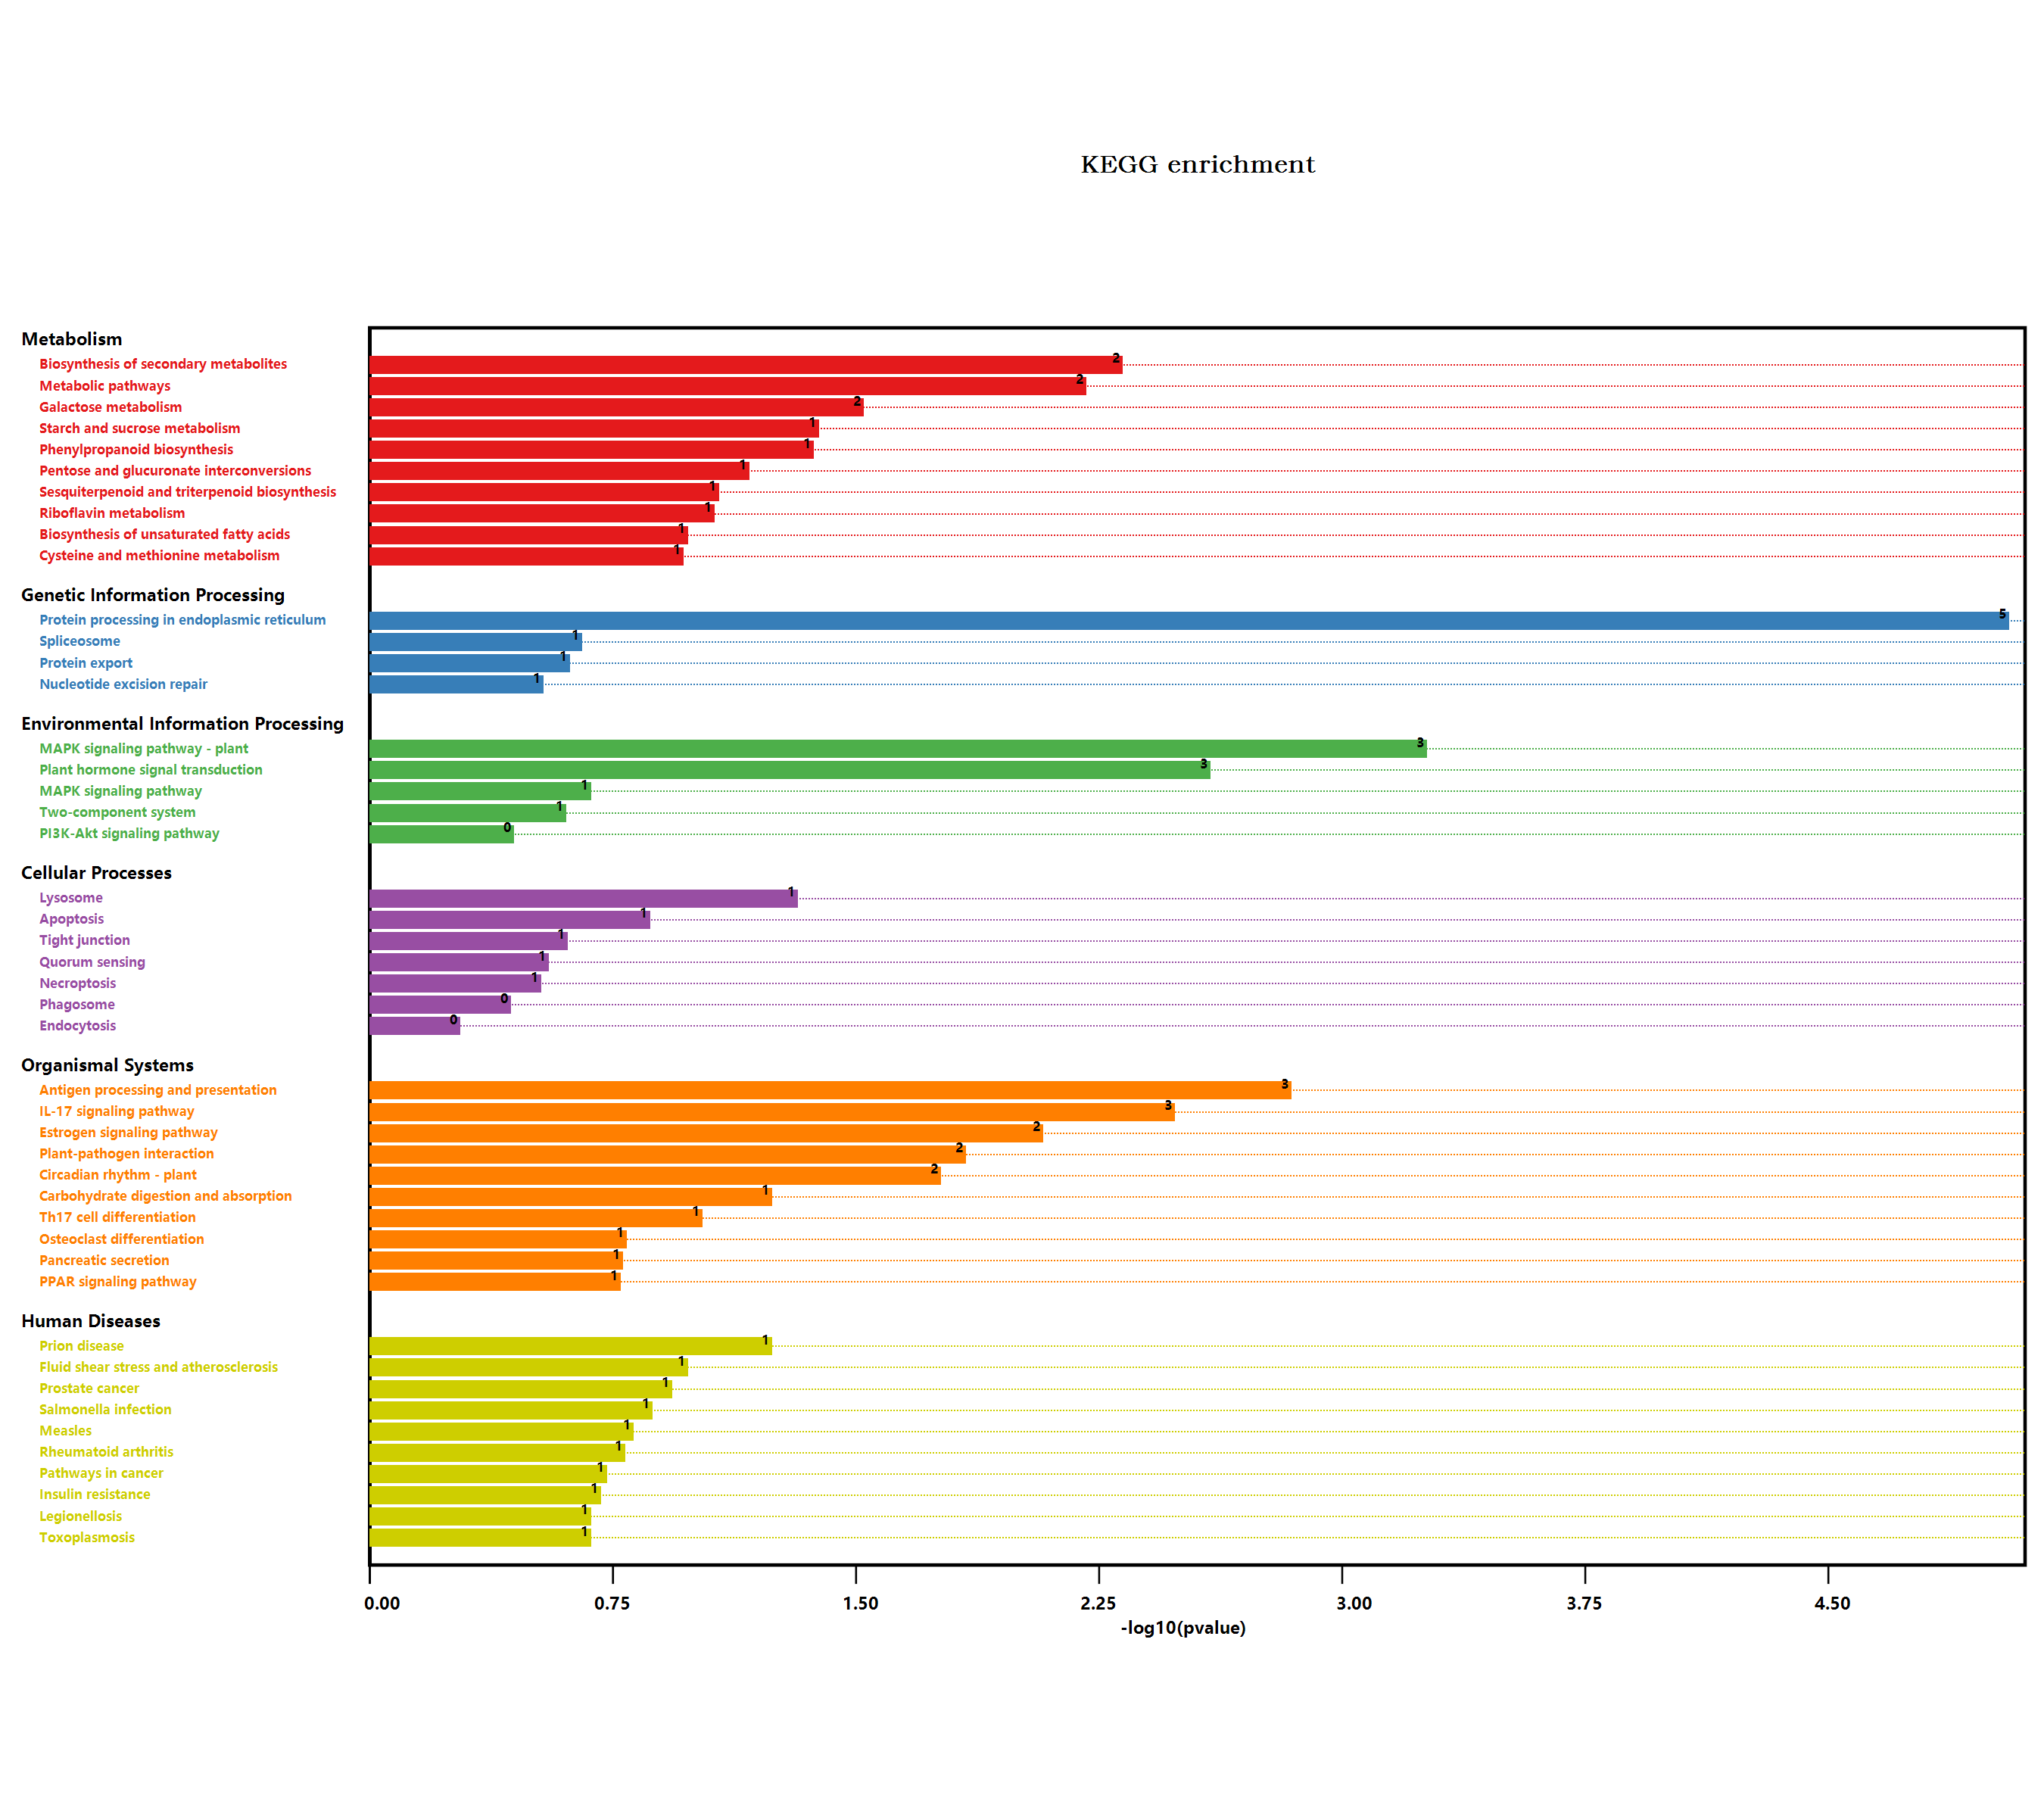 KEGG enrichment
Metabolism
Biosynthesis of secondary metabolites 2
Metabolic pathways 2
Galactose metabolism 2
Starch and sucrose metabolism 1
Phenylpropanoid biosynthesis 1
Pentose and glucuronate interconversions 1
Sesquiterpenoid and triterpenoid biosynthesis 1
Riboflavin metabolism 1
Biosynthesis of unsaturated fatty acids 1
Cysteine and methionine metabolism 1
Genetic Information Processing
Protein processing in endoplasmic reticulum 5
Spliceosome 1
Protein export 1
Nucleotide excision repair 1
Environmental Information Processing
MAPK signaling pathway - plant 3
Plant hormone signal transduction 3
MAPK signaling pathway 1
Two-component system 1
PI3K-Akt signaling pathway 0
Cellular Processes
Lysosome 1
Apoptosis 1
Tight junction 1
Quorum sensing 1
Necroptosis 1
Phagosome 0
Endocytosis 0
Organismal Systems
Antigen processing and presentation 3
IL-17 signaling pathway 3
Estrogen signaling pathway 2
Plant-pathogen interaction 2
Circadian rhythm - plant 2
Carbohydrate digestion and absorption 1
Th17 cell differentiation 1
Osteoclast differentiation 1
Pancreatic secretion 1
PPAR signaling pathway 1
Human Diseases
Prion disease 1
Fluid shear stress and atherosclerosis 1
Prostate cancer 1
Salmonella infection 1
Measles 1
Rheumatoid arthritis 1
Pathways in cancer 1
Insulin resistance 1
Legionellosis 1
Toxoplasmosis 1
0.00 0.75 1.50 2.25 3.00 3.75 4.50
-log10(pvalue)